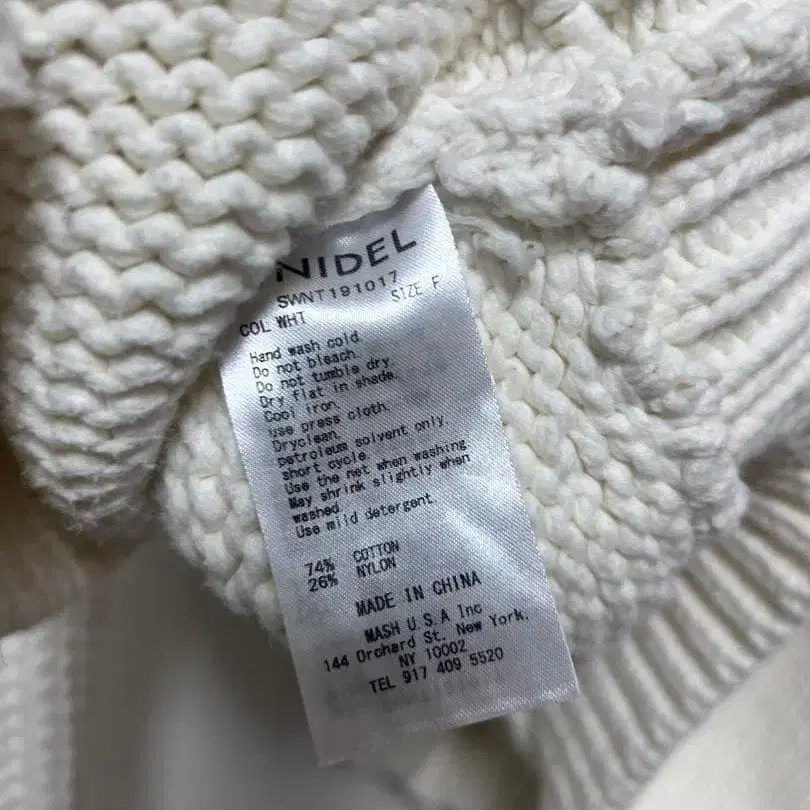 NIDEL
SWNT191017
COL WHT SIZE F
Hand wash cold.
Do not bleach.
Do not tumble dry.
Dry flat in shade.
Cool iron.
use press cloth.
Dryclean.
petroleum solvent only.
short cycle.
Use the net when washing
May shrink slightly when
washed.
Use mild detergent.
74% COTTON
26% NYLON
MADE IN CHINA
MASH U.S.A Inc
144 Orchard St. New York.
NY 10002
TEL 917 409 5520